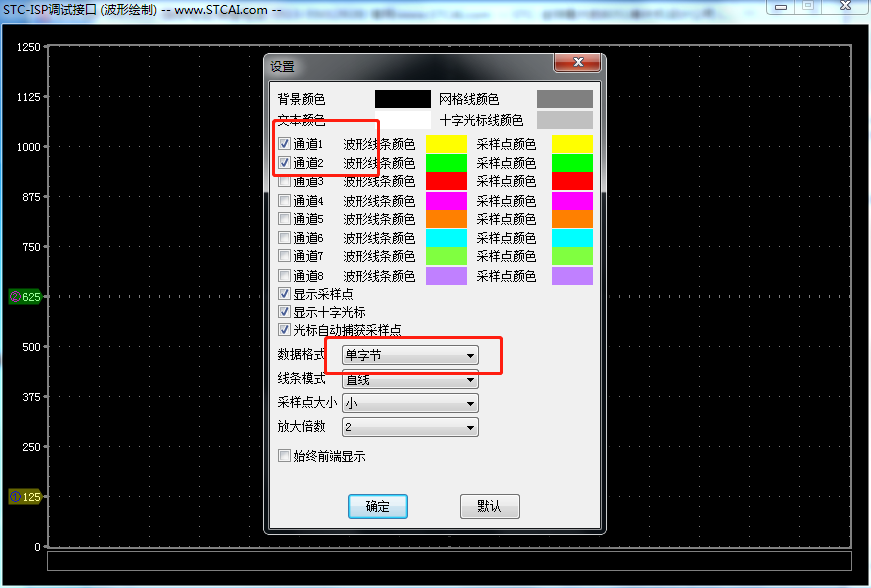 STC-ISP调试接口 (波形绘制) -- www.STCAI.com --
1250
1125
1000
875
750
②625
500
375
250
①125
0
设置
背景颜色 网格线颜色
文本颜色 十字光标线颜色
通道1 波形线条颜色 采样点颜色
通道2 波形线条颜色 采样点颜色
通道3 波形线条颜色 采样点颜色
通道4 波形线条颜色 采样点颜色
通道5 波形线条颜色 采样点颜色
通道6 波形线条颜色 采样点颜色
通道7 波形线条颜色 采样点颜色
通道8 波形线条颜色 采样点颜色
显示采样点
显示十字光标
光标自动捕获采样点
数据格式 单字节
线条模式 直线
采样点大小 小
放大倍数 2
始终前端显示
确定 默认